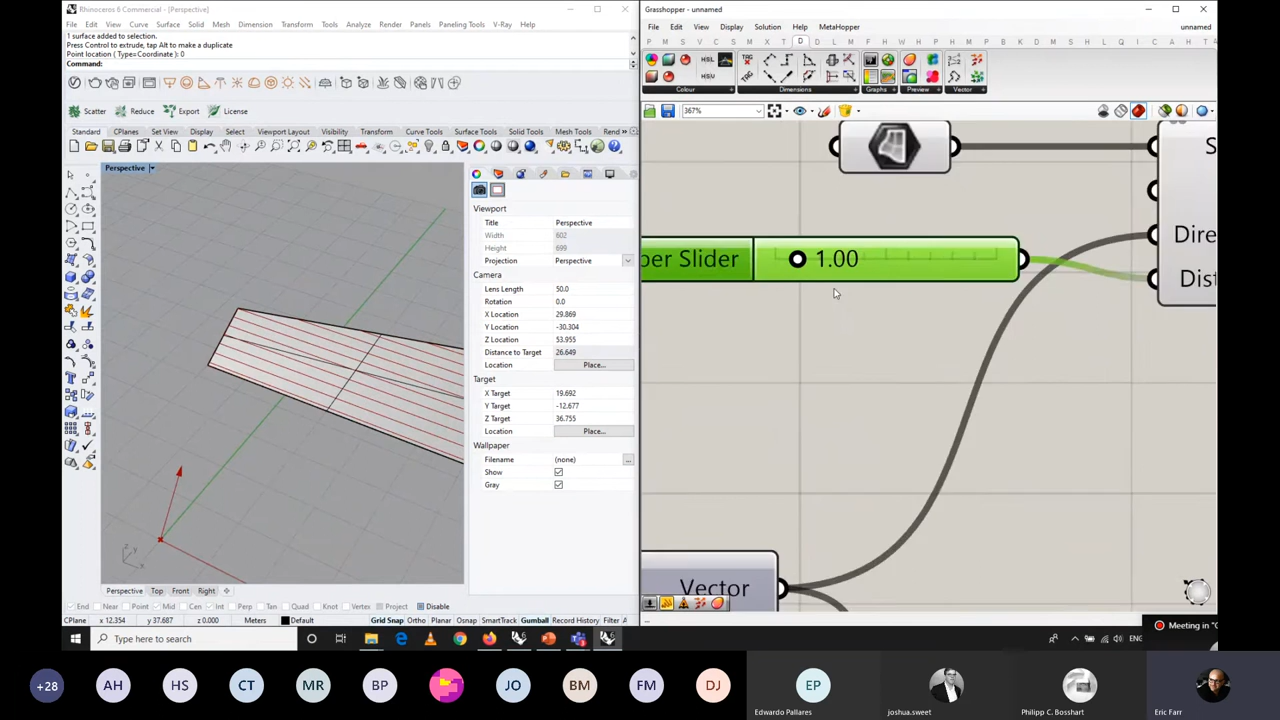 Rhinoceros 6 Commercial - [Perspective]
File Edit View Curve Surface Solid Mesh Dimension Transform Tools Analyze Render Panels Paneling Tools V-Ray Help
1 surface added to selection.
Press Control to extrude, tap Alt to make a duplicate
Point location ( Type=Coordinate ): 0
Command:
Scatter Reduce Export License
Standard CPlanes Set View Display Select Viewport Layout Visibility Transform Curve Tools Surface Tools Solid Tools Mesh Tools Rend
Perspective
Viewport
Title Perspective
Width 602
Height 699
Projection Perspective
Camera
Lens Length 50.0
Rotation 0.0
X Location 29.869
Y Location -30.304
Z Location 53.955
Distance to Target 26.649
Location Place...
Target
X Target 19.692
Y Target -12.677
Z Target 36.755
Location Place...
Wallpaper
Filename (none) ...
Show
Gray
z y x
Perspective Top Front Right
End Near Point Mid Cen Int Perp Tan Quad Knot Vertex Project Disable
CPlane x 12.354 y 37.687 z 0.000 Meters Default Grid Snap Ortho Planar Osnap SmartTrack Gumball Record History Filter
Grasshopper - unnamed
File Edit View Display Solution Help MetaHopper unnamed
HSL
HSV
TAG
Colour Dimensions Graphs Preview Vector
367%
S
per Slider 1.00
Dire
Dist
Vector
Type here to search
ENG
Meeting in "G
+28 AH HS CT MR BP JO BM FM DJ EP
Edwardo Pallares joshua.sweet Philipp C. Bosshart Eric Farr